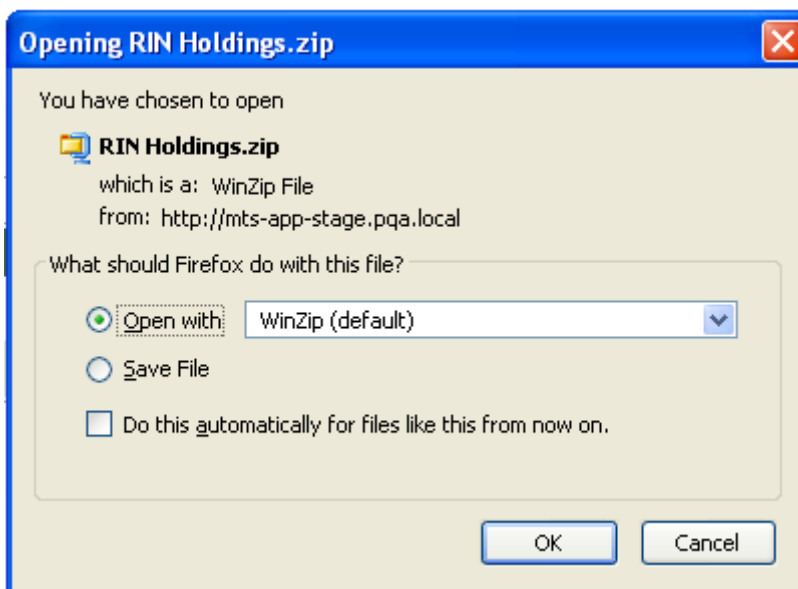 Opening RIN Holdings.zip
You have chosen to open
RIN Holdings.zip
which is a: WinZip File
from: http://mts-app-stage.pqa.local
What should Firefox do with this file?
Open with WinZip (default)
Save File
Do this automatically for files like this from now on.
OK Cancel